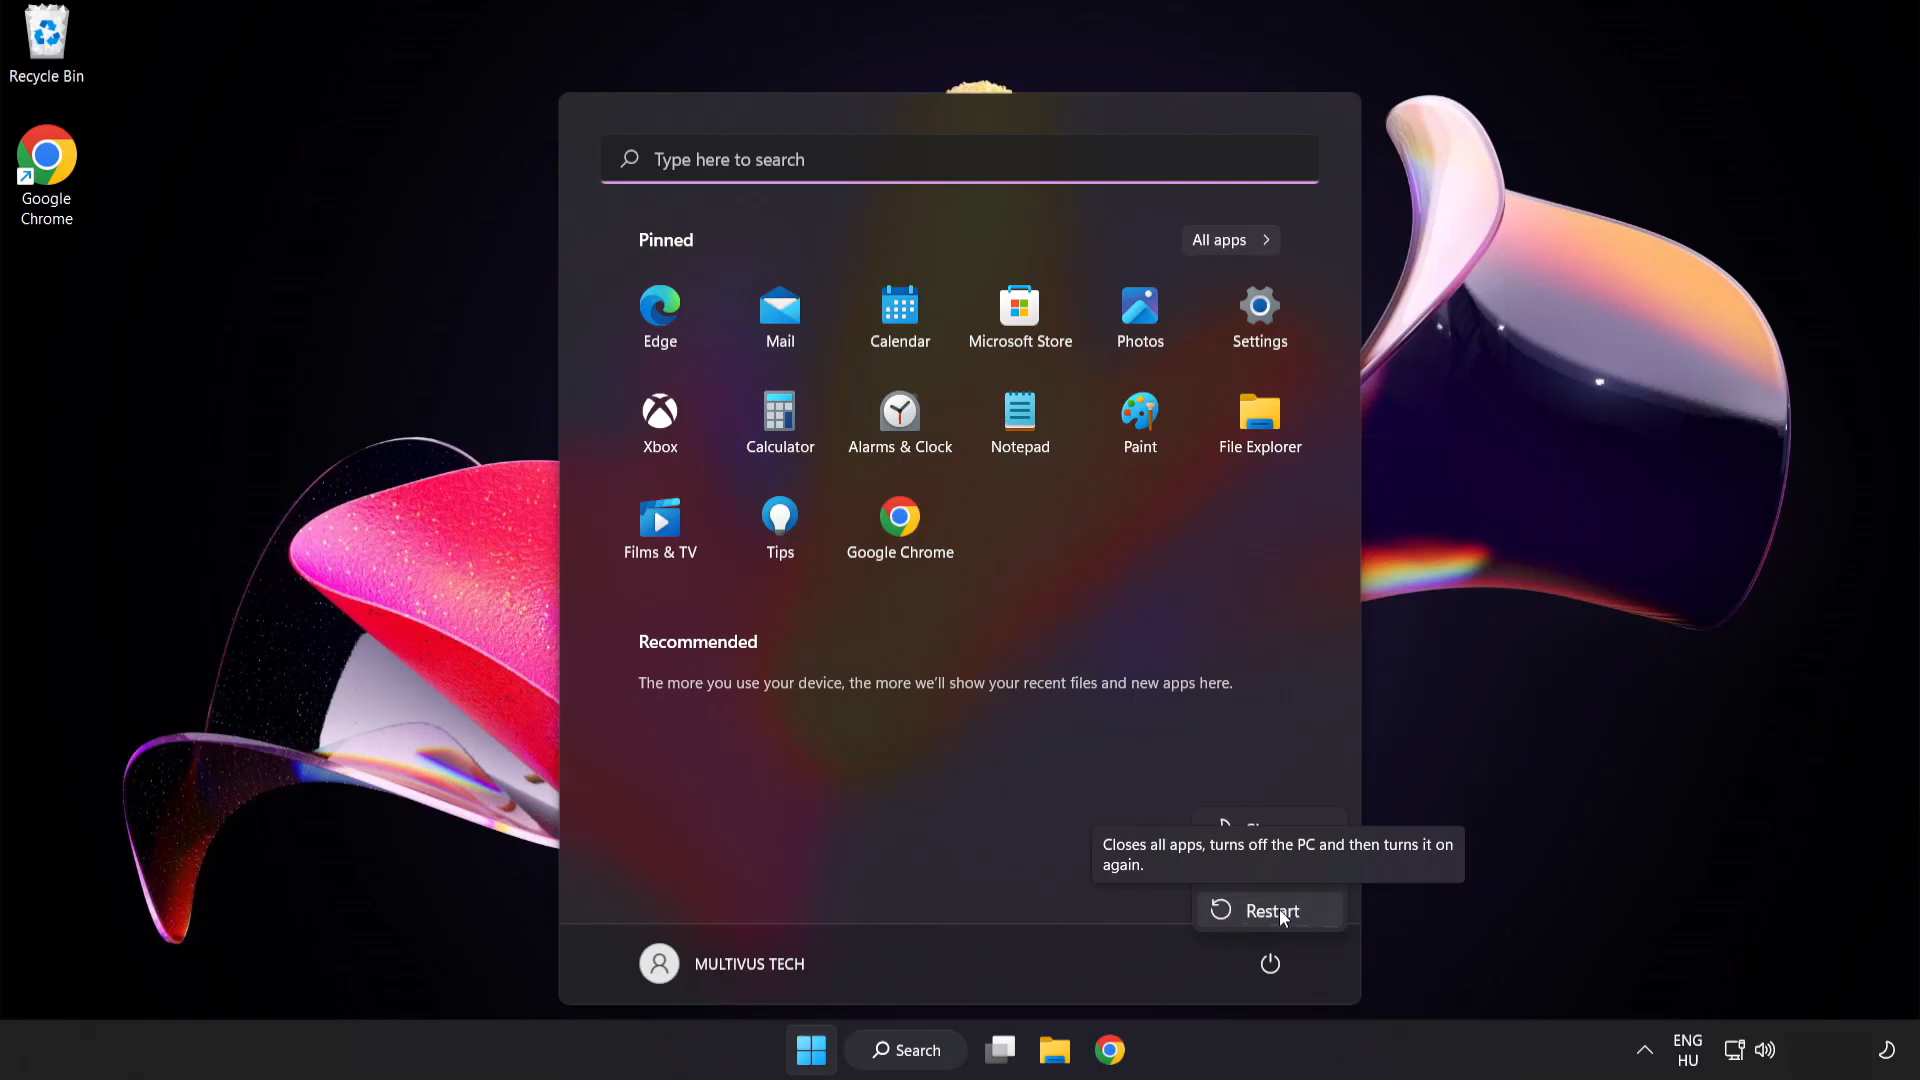 Recycle Bin
Google
Chrome
Type here to search
Pinned
All apps
Edge
Mail
Calendar
Microsoft Store
Photos
Settings
Xbox
Calculator
Alarms & Clock
Notepad
Paint
File Explorer
Films & TV
Tips
Google Chrome
Recommended
The more you use your device, the more we'll show your recent files and new apps here.
Closes all apps, turns off the PC and then turns it on
again.
Restart
MULTIVUS TECH
Search
ENG
HU